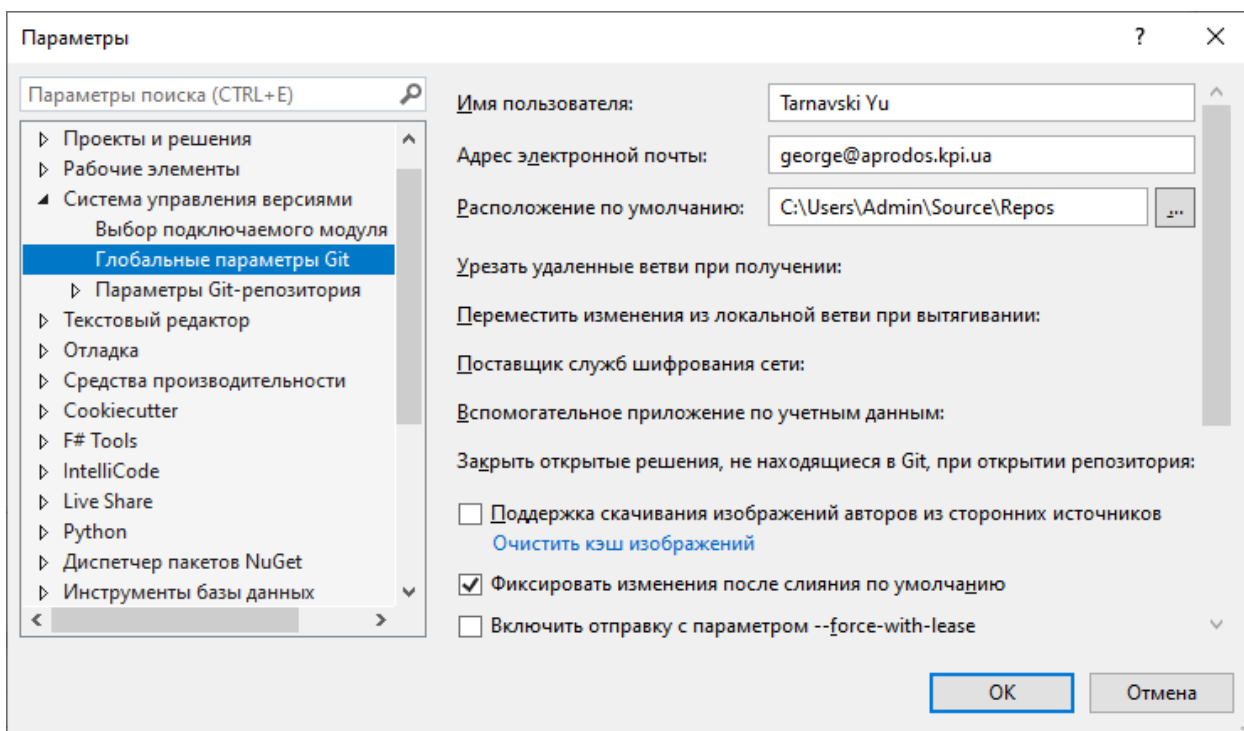 Параметры
?
Параметры поиска (CTRL+E)
Проекты и решения
Рабочие элементы
Система управления версиями
Выбор подключаемого модуля
Глобальные параметры Git
Параметры Git-репозитория
Текстовый редактор
Отладка
Средства производительности
Cookiecutter
F# Tools
IntelliCode
Live Share
Python
Диспетчер пакетов NuGet
Инструменты базы данных
Имя пользователя: Tarnavski Yu
Адрес электронной почты: george@aprodos.kpi.ua
Расположение по умолчанию: C:\Users\Admin\Source\Repos ...
Урезать удаленные ветви при получении:
Переместить изменения из локальной ветви при вытягивании:
Поставщик служб шифрования сети:
Вспомогательное приложение по учетным данным:
Закрыть открытые решения, не находящиеся в Git, при открытии репозитория:
Поддержка скачивания изображений авторов из сторонних источников
Очистить кэш изображений
Фиксировать изменения после слияния по умолчанию
Включить отправку с параметром --force-with-lease
ОК Отмена